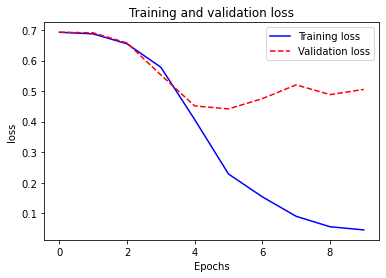 Training and validation loss
Training loss
Validation loss
loss
0.7
0.6
0.5
0.4
0.3
0.2
0.1
0 2 4 6 8
Epochs